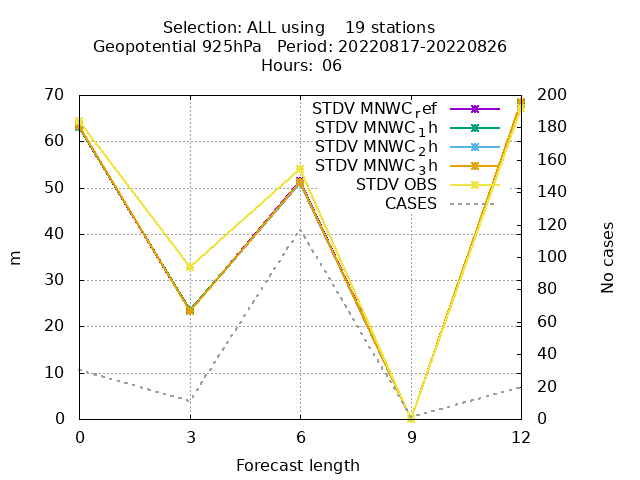 Selection: ALL using    19 stations
Geopotential 925hPa   Period: 20220817-20220826
Hours: 06
70
60
50
40
30
20
10
0
m
200
180
160
140
120
100
80
60
40
20
0
No cases
STDV MNWC_ref
STDV MNWC_1h
STDV MNWC_2h
STDV MNWC_3h
STDV OBS
CASES
0 3 6 9 12
Forecast length